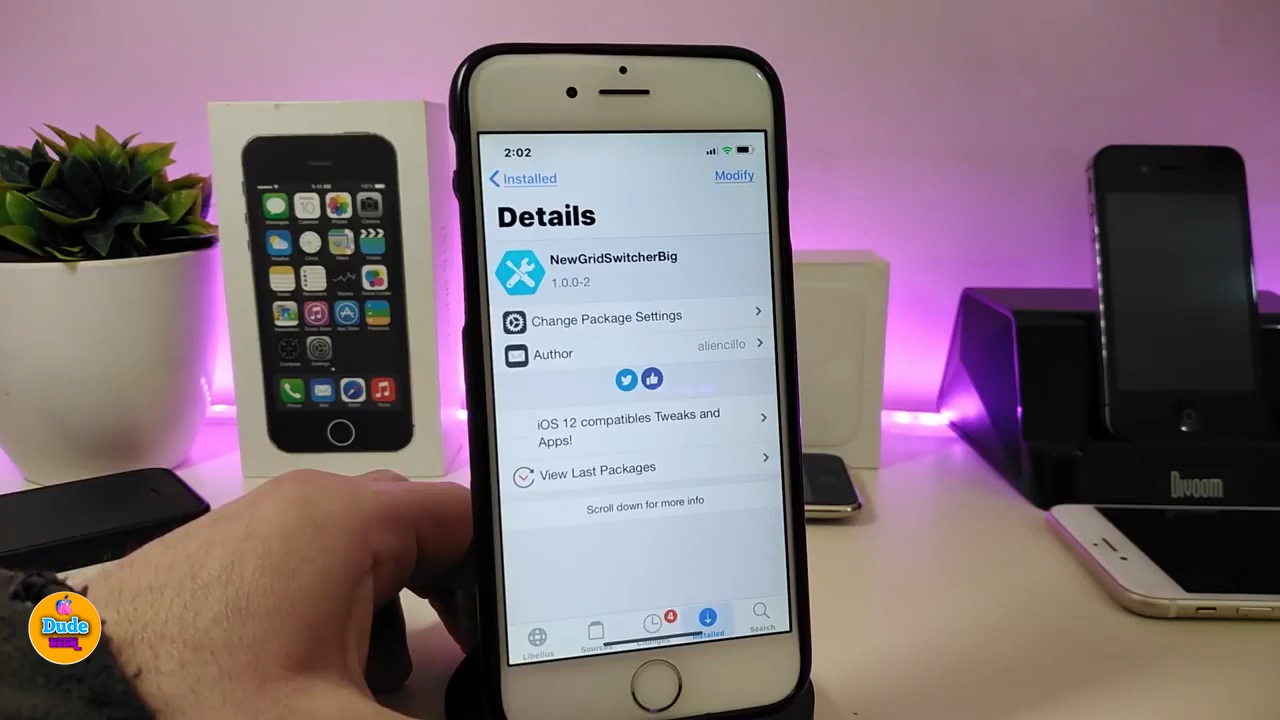 2:02
Installed
Modify
Details
NewGridSwitcherBig
1.0.0-2
Change Package Settings
Author
aliencillo
iOS 12 compatibles Tweaks and
Apps!
View Last Packages
Scroll down for more info
4
Libellus
Sources
Changes
Installed
Search
Divoom
Dude